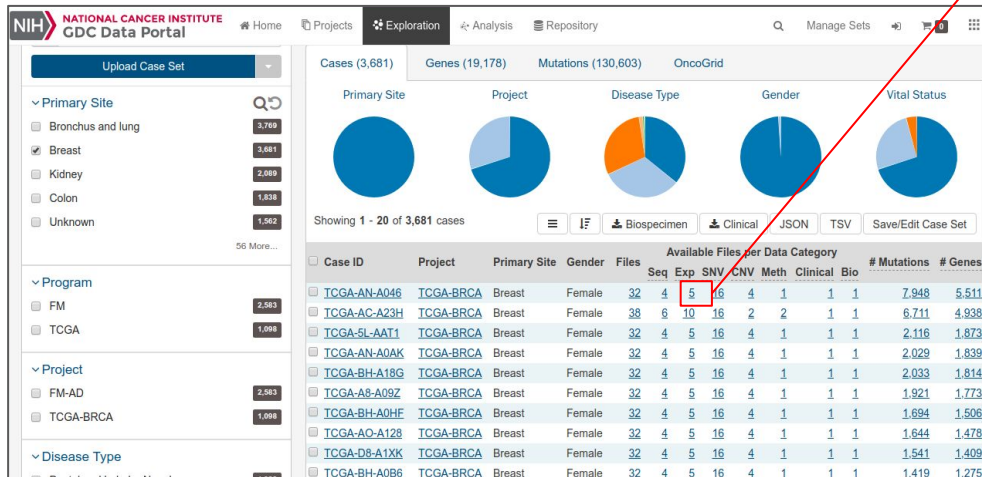 NIH NATIONAL CANCER INSTITUTE
GDC Data Portal
Home Projects Exploration Analysis Repository Manage Sets 0
Upload Case Set
Primary Site
Bronchus and lung 3,769
Breast 3,681
Kidney 2,089
Colon 1,838
Unknown 1,562
56 More...
Program
FM 2,583
TCGA 1,098
Project
FM-AD 2,583
TCGA-BRCA 1,098
Disease Type
Cases (3,681) Genes (19,178) Mutations (130,603) OncoGrid
Primary Site Project Disease Type Gender Vital Status
Showing 1 - 20 of 3,681 cases Biospecimen Clinical JSON TSV Save/Edit Case Set
Available Files per Data Category
Case ID Project Primary Site Gender Files Seq Exp SNV CNV Meth Clinical Bio # Mutations # Genes
TCGA-AN-A046 TCGA-BRCA Breast Female 32 4 5 16 4 1 1 1 7,948 5,511
TCGA-AC-A23H TCGA-BRCA Breast Female 38 6 10 16 2 2 1 1 6,711 4,938
TCGA-5L-AAT1 TCGA-BRCA Breast Female 32 4 5 16 4 1 1 1 2,116 1,873
TCGA-AN-A0AK TCGA-BRCA Breast Female 32 4 5 16 4 1 1 1 2,029 1,839
TCGA-BH-A18G TCGA-BRCA Breast Female 32 4 5 16 4 1 1 1 2,033 1,814
TCGA-A8-A09Z TCGA-BRCA Breast Female 32 4 5 16 4 1 1 1 1,921 1,773
TCGA-BH-A0HF TCGA-BRCA Breast Female 32 4 5 16 4 1 1 1 1,694 1,506
TCGA-AO-A128 TCGA-BRCA Breast Female 32 4 5 16 4 1 1 1 1,644 1,478
TCGA-D8-A1XK TCGA-BRCA Breast Female 32 4 5 16 4 1 1 1 1,541 1,409
TCGA-BH-A0B6 TCGA-BRCA Breast Female 32 4 5 16 4 1 1 1 1,419 1,275